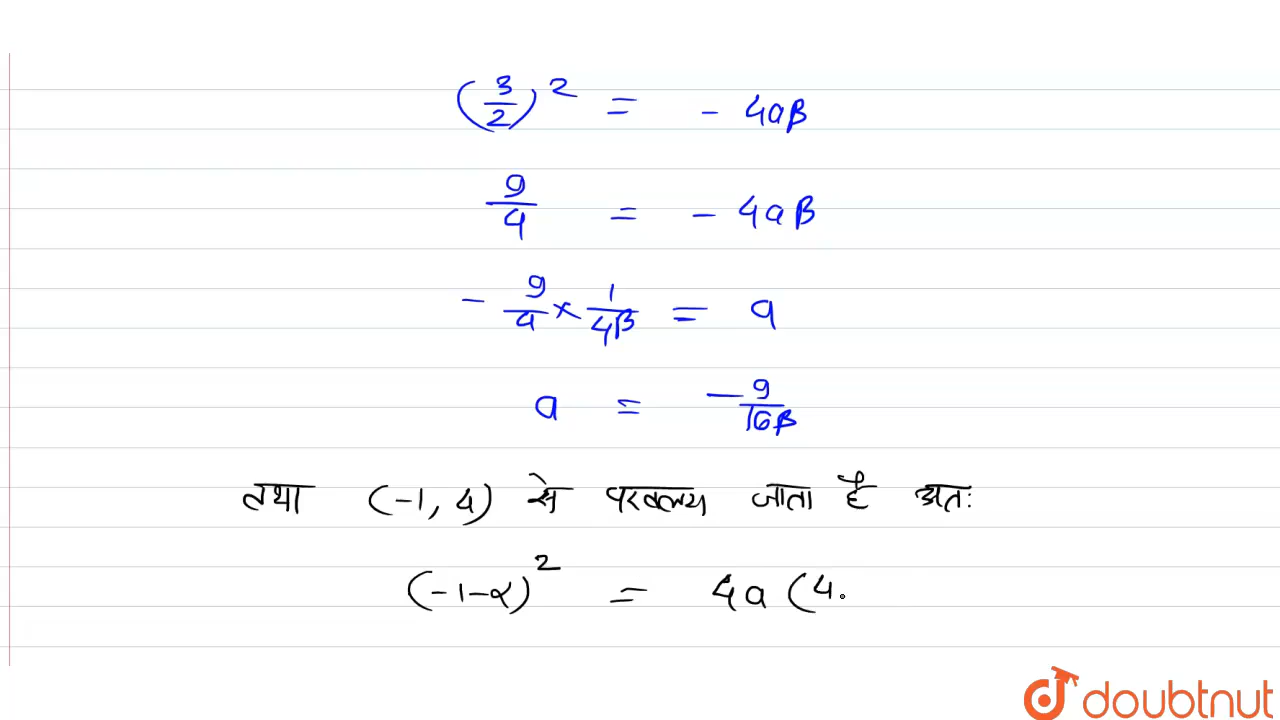 (3/2)^2 = - 4aβ
9/4 = - 4aβ
- 9/4 × 1/4β = a
a = - 9/16β
तथा (-1, 4) से परवलय जाता है अतः
(-1-α)^2 = 4a (4.
doubtnut